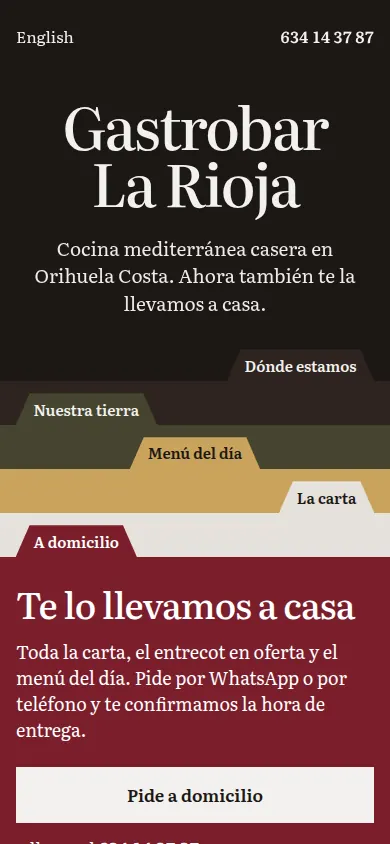 English
634 14 37 87
Gastrobar
La Rioja
Cocina mediterránea casera en
Orihuela Costa. Ahora también te la
llevamos a casa.
Dónde estamos
Nuestra tierra
Menú del día
La carta
A domicilio
Te lo llevamos a casa
Toda la carta, el entrecot en oferta y el
menú del día. Pide por WhatsApp o por
teléfono y te confirmamos la hora de
entrega.
Pide a domicilio